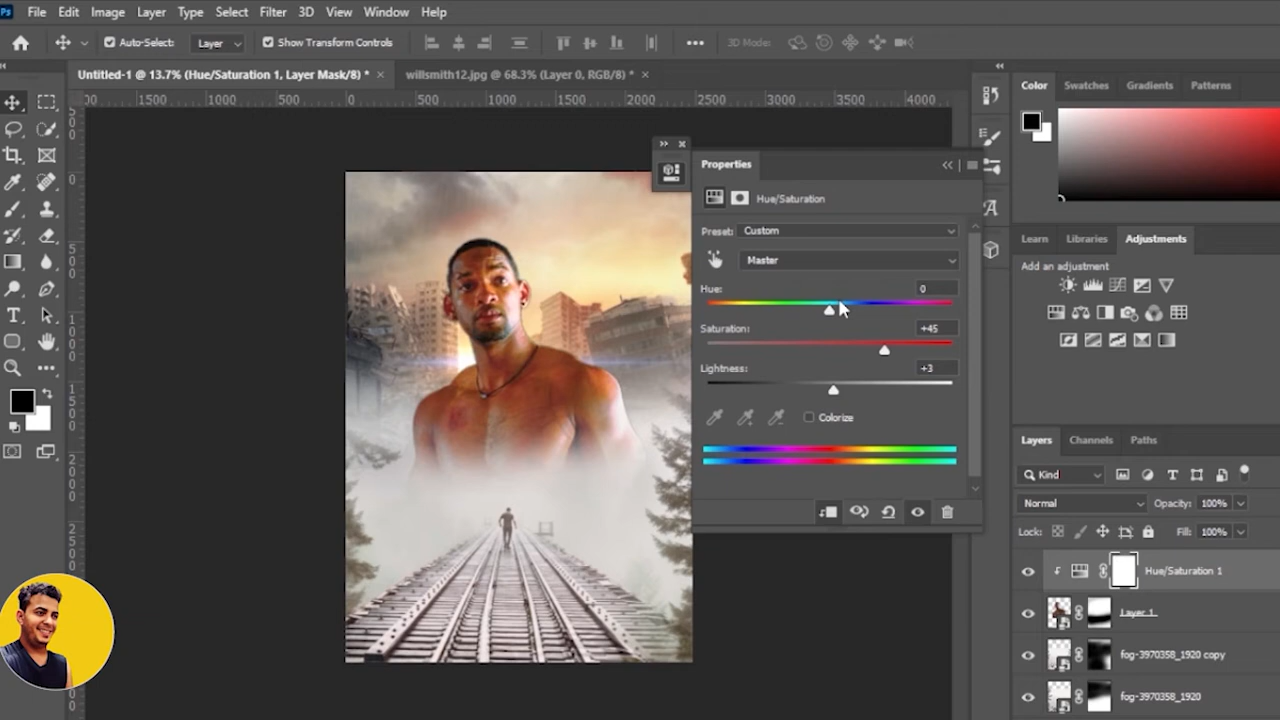 Ps File Edit Image Layer Type Select Filter 3D View Window Help
Auto-Select: Layer Show Transform Controls 3D Mode:
Untitled-1 @ 13.7% (Hue/Saturation 1, Layer Mask/8) * × willsmith12.jpg @ 68.3% (Layer 0, RGB/8) * ×
00 1500 1000 500 0 500 1000 1500 2000 2500 3000 3500 4000
Color Swatches Gradients Patterns
Properties
Hue/Saturation
Preset: Custom
Master
Hue: 0
Saturation: +45
Lightness: +3
Colorize
Learn Libraries Adjustments
Add an adjustment
Layers Channels Paths
Kind
Normal Opacity: 100%
Lock: Fill: 100%
Hue/Saturation 1
Layer 1
fog-3970358_1920 copy
fog-3970358_1920